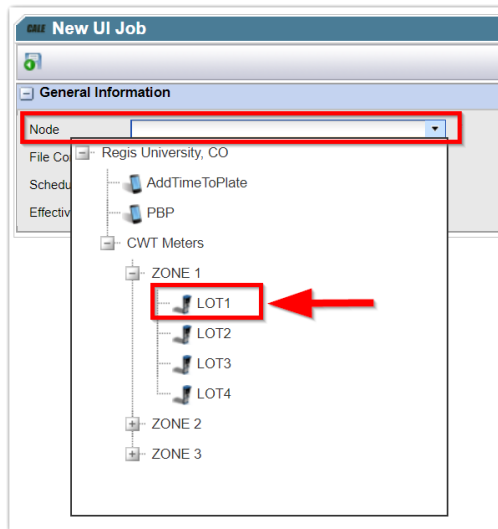 CALE New UI Job
General Information
Node
File Co
Regis University, CO
Schedu
AddTimeToPlate
Effectiv
PBP
CWT Meters
ZONE 1
LOT1
LOT2
LOT3
LOT4
ZONE 2
ZONE 3